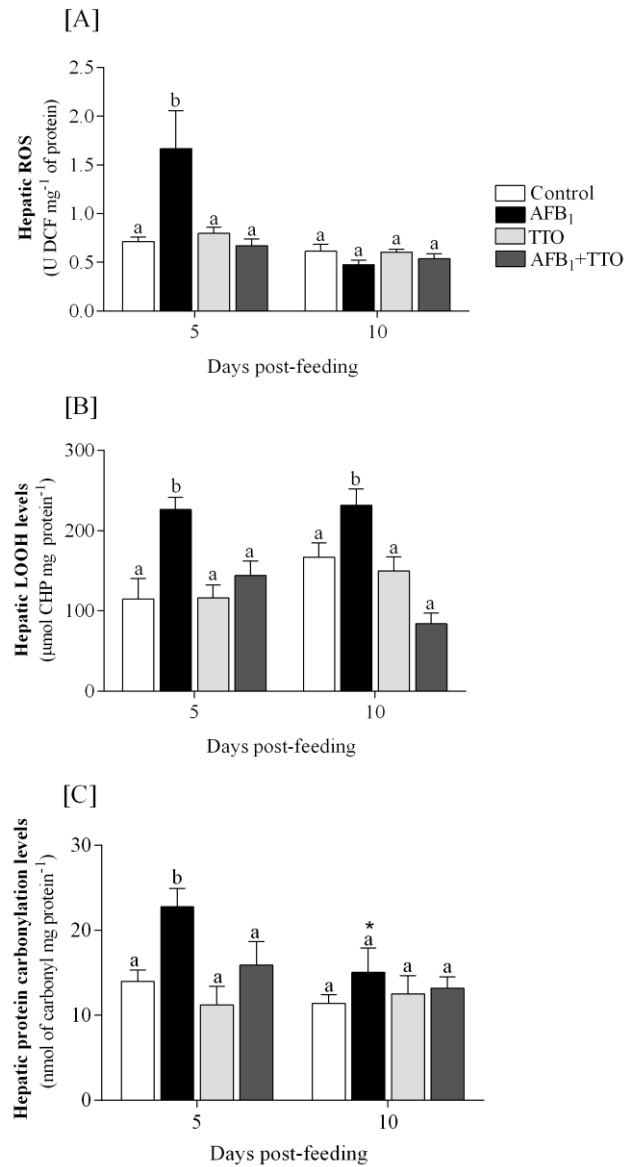 [A]
Hepatic ROS
(U DCF mg⁻¹ of protein)
2.5
2.0
1.5
1.0
0.5
0.0
a
b
a
a
a
a
a
a
5
10
Days post-feeding
Control
AFB₁
TTO
AFB₁+TTO
[B]
Hepatic LOOH levels
(µmol CHP mg protein⁻¹)
300
200
100
0
a
b
a
a
a
b
a
a
5
10
Days post-feeding
[C]
Hepatic protein carbonylation levels
(nmol of carbonyl mg protein⁻¹)
30
20
10
0
a
b
a
a
a
*
a
a
a
5
10
Days post-feeding